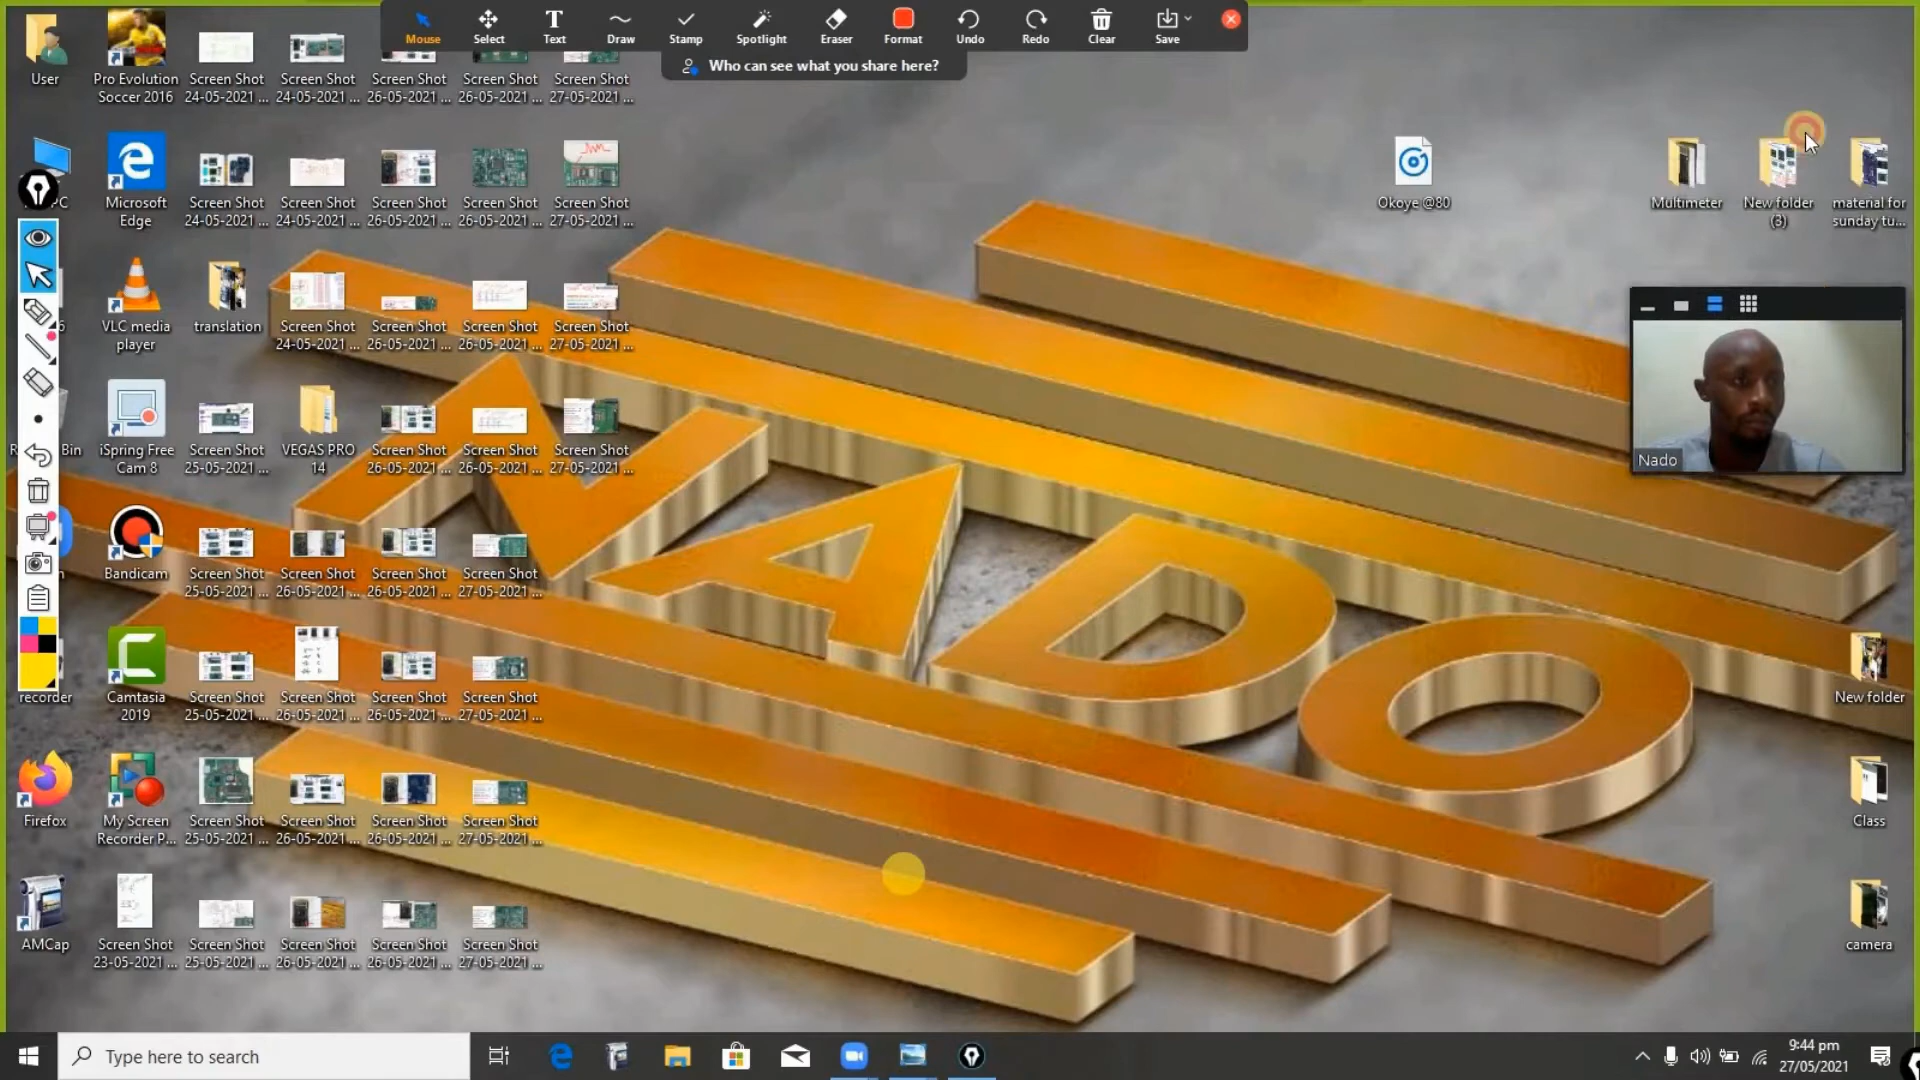 Mouse
Select
Text
Draw
Stamp
Spotlight
Eraser
Format
Undo
Redo
Clear
Save
Who can see what you share here?
User
Pro Evolution
Soccer 2016
Screen Shot
24-05-2021 ...
Screen Shot
24-05-2021 ...
Screen Shot
26-05-2021 ...
Screen Shot
26-05-2021 ...
Screen Shot
27-05-2021 ...
PC
Microsoft
Edge
Screen Shot
24-05-2021 ...
Screen Shot
24-05-2021 ...
Screen Shot
26-05-2021 ...
Screen Shot
26-05-2021 ...
Screen Shot
27-05-2021 ...
Okoye @80
Multimeter
New folder
(3)
material for
sunday tu...
6
VLC media
player
translation
Screen Shot
24-05-2021 ...
Screen Shot
26-05-2021 ...
Screen Shot
26-05-2021 ...
Screen Shot
27-05-2021 ...
Nado
R Bin
iSpring Free
Cam 8
Screen Shot
25-05-2021 ...
VEGAS PRO
14
Screen Shot
26-05-2021 ...
Screen Shot
26-05-2021 ...
Screen Shot
27-05-2021 ...
NADO
Bandicam
Screen Shot
25-05-2021 ...
Screen Shot
26-05-2021 ...
Screen Shot
26-05-2021 ...
Screen Shot
27-05-2021 ...
recorder
Camtasia
2019
Screen Shot
25-05-2021 ...
Screen Shot
26-05-2021 ...
Screen Shot
26-05-2021 ...
Screen Shot
27-05-2021 ...
New folder
Firefox
My Screen
Recorder P...
Screen Shot
25-05-2021 ...
Screen Shot
26-05-2021 ...
Screen Shot
26-05-2021 ...
Screen Shot
27-05-2021 ...
Class
AMCap
Screen Shot
23-05-2021 ...
Screen Shot
25-05-2021 ...
Screen Shot
26-05-2021 ...
Screen Shot
26-05-2021 ...
Screen Shot
27-05-2021 ...
camera
Type here to search
9:44 pm
27/05/2021